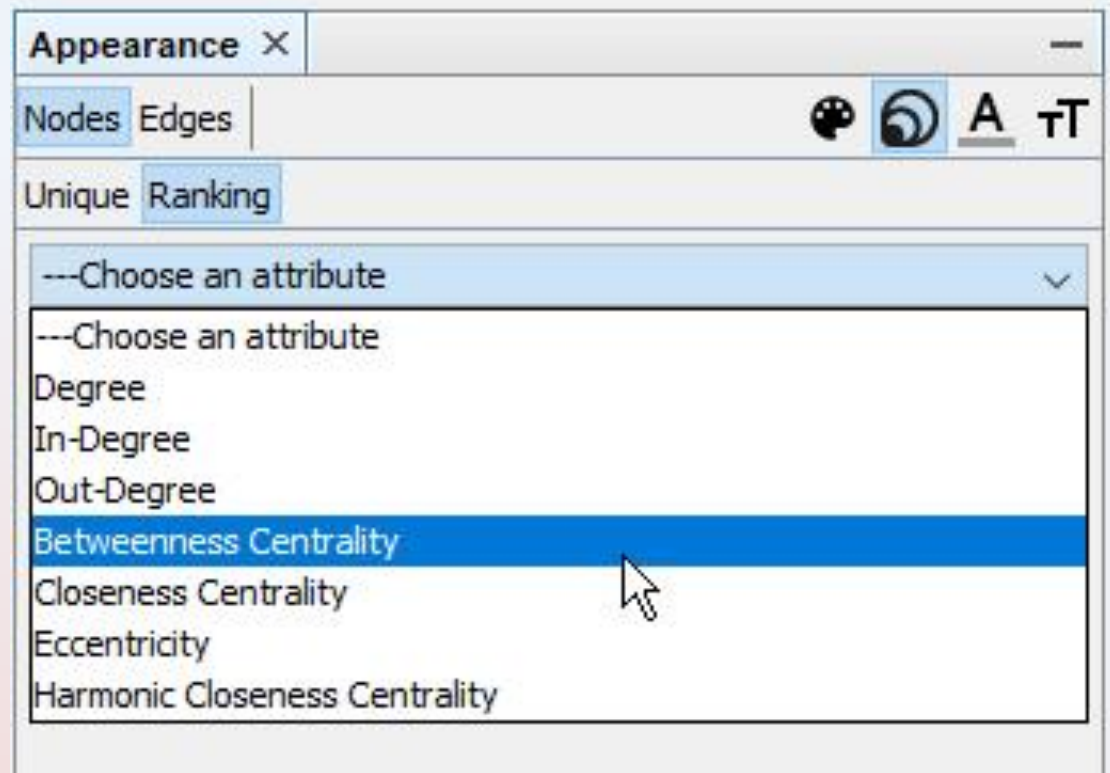 Appearance
Nodes Edges A TT
Unique Ranking
---Choose an attribute
---Choose an attribute
Degree
In-Degree
Out-Degree
Betweenness Centrality
Closeness Centrality
Eccentricity
Harmonic Closeness Centrality